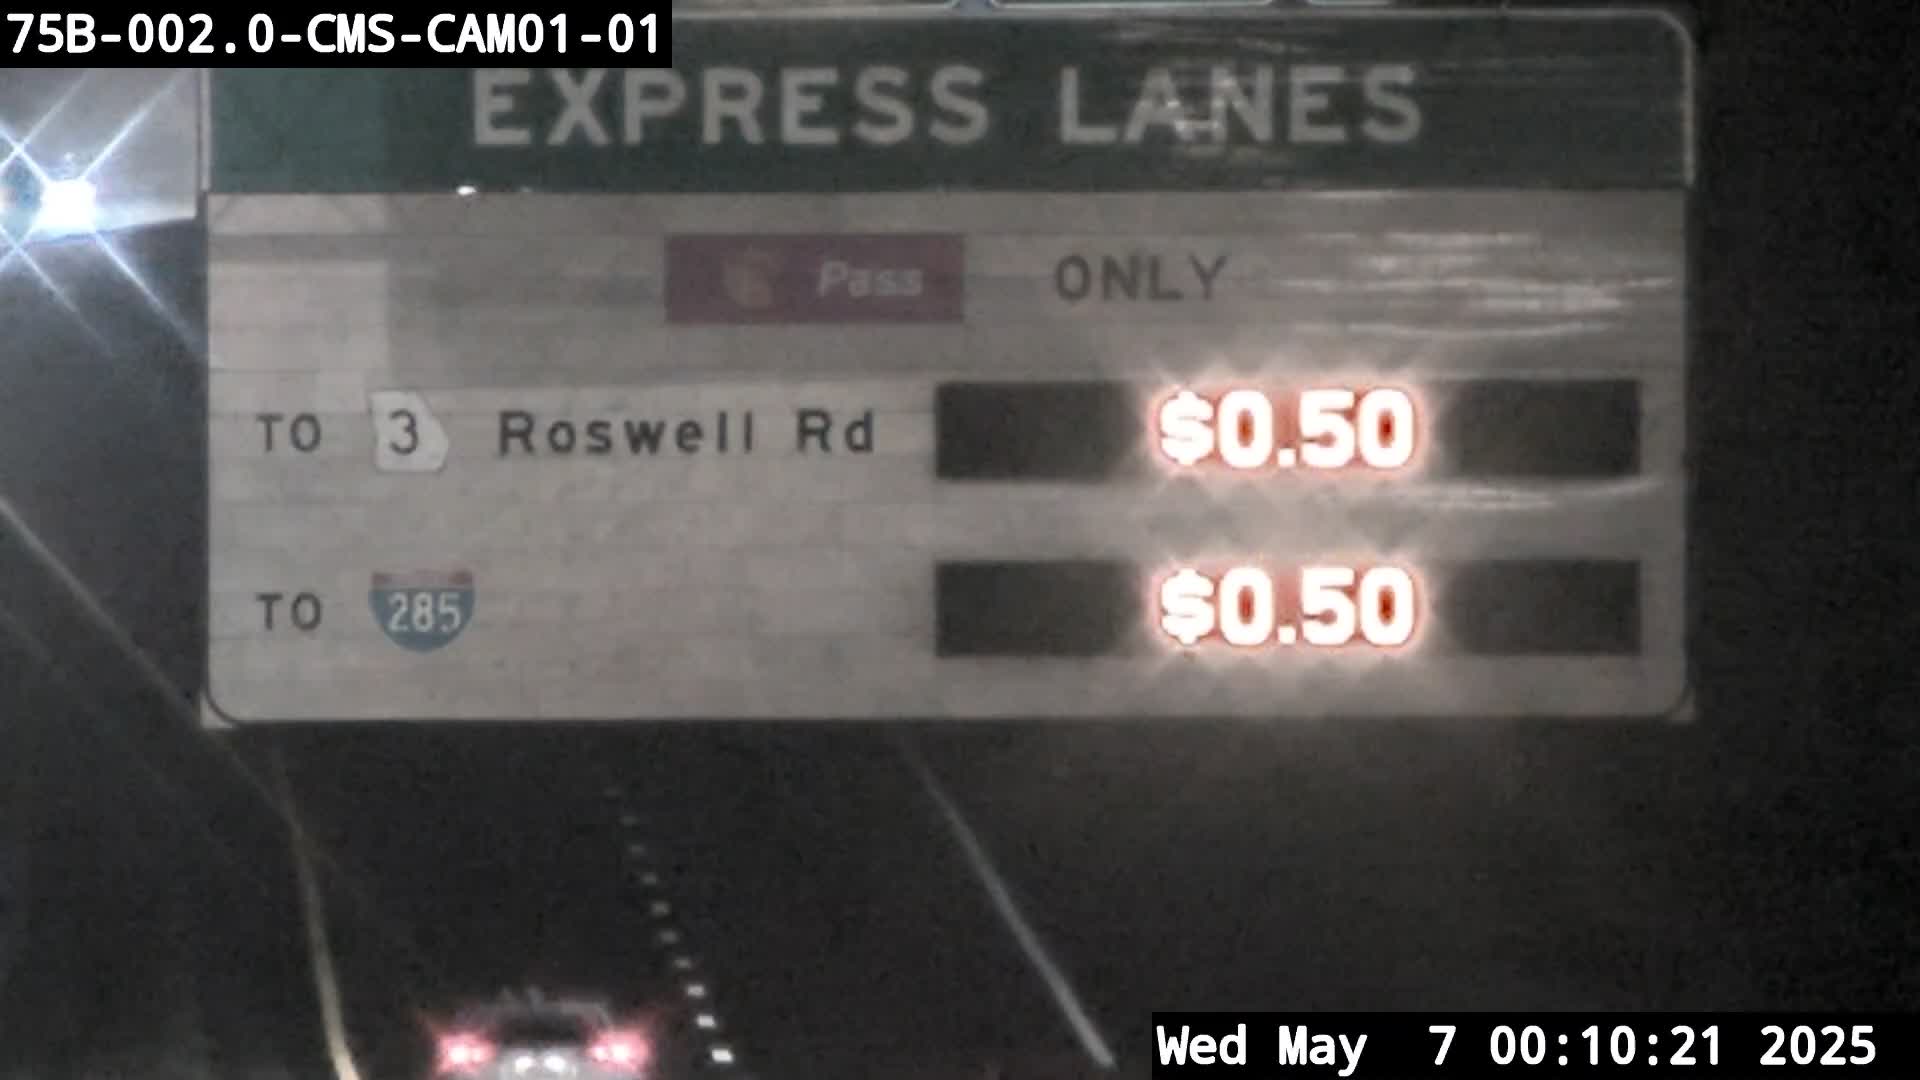 75B-002.0-CMS-CAM01-01
EXPRESS LANES
Pass ONLY
TO 3 Roswell Rd $0.50
TO 285 $0.50
Wed May 7 00:10:21 2025